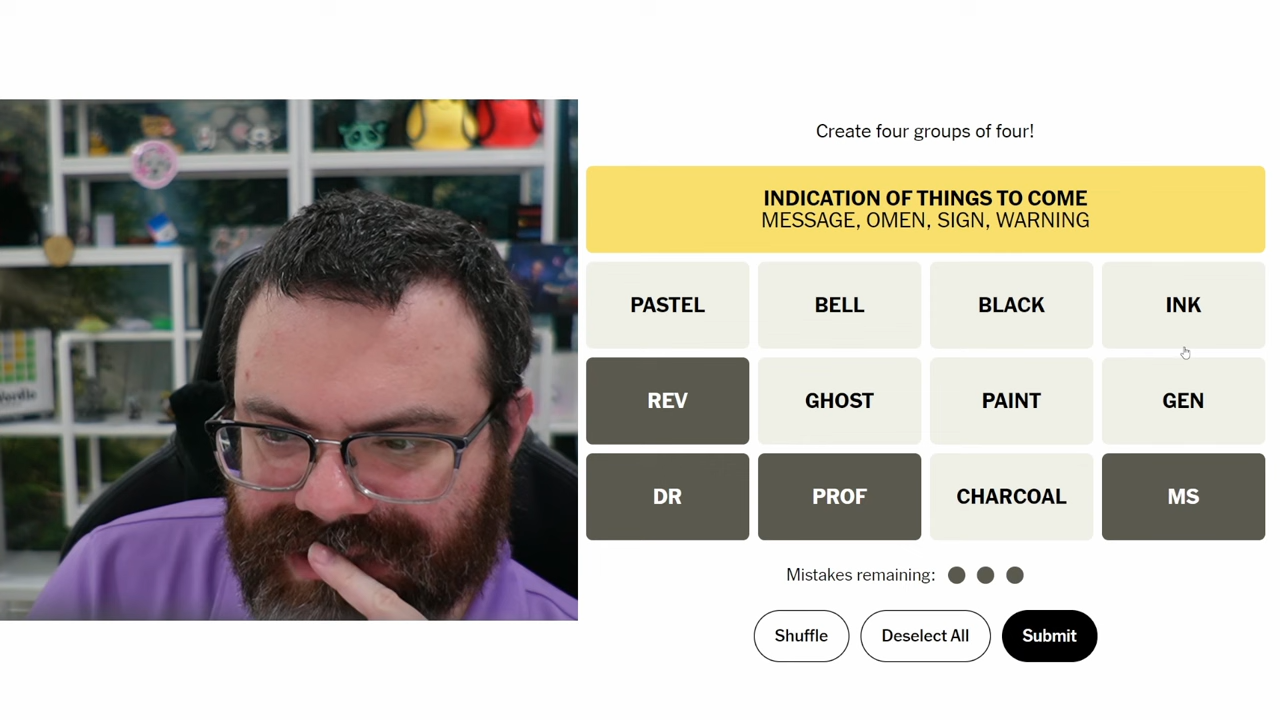 Create four groups of four!
INDICATION OF THINGS TO COME
MESSAGE, OMEN, SIGN, WARNING
PASTEL BELL BLACK INK
REV GHOST PAINT GEN
DR PROF CHARCOAL MS
Mistakes remaining:
Shuffle Deselect All Submit